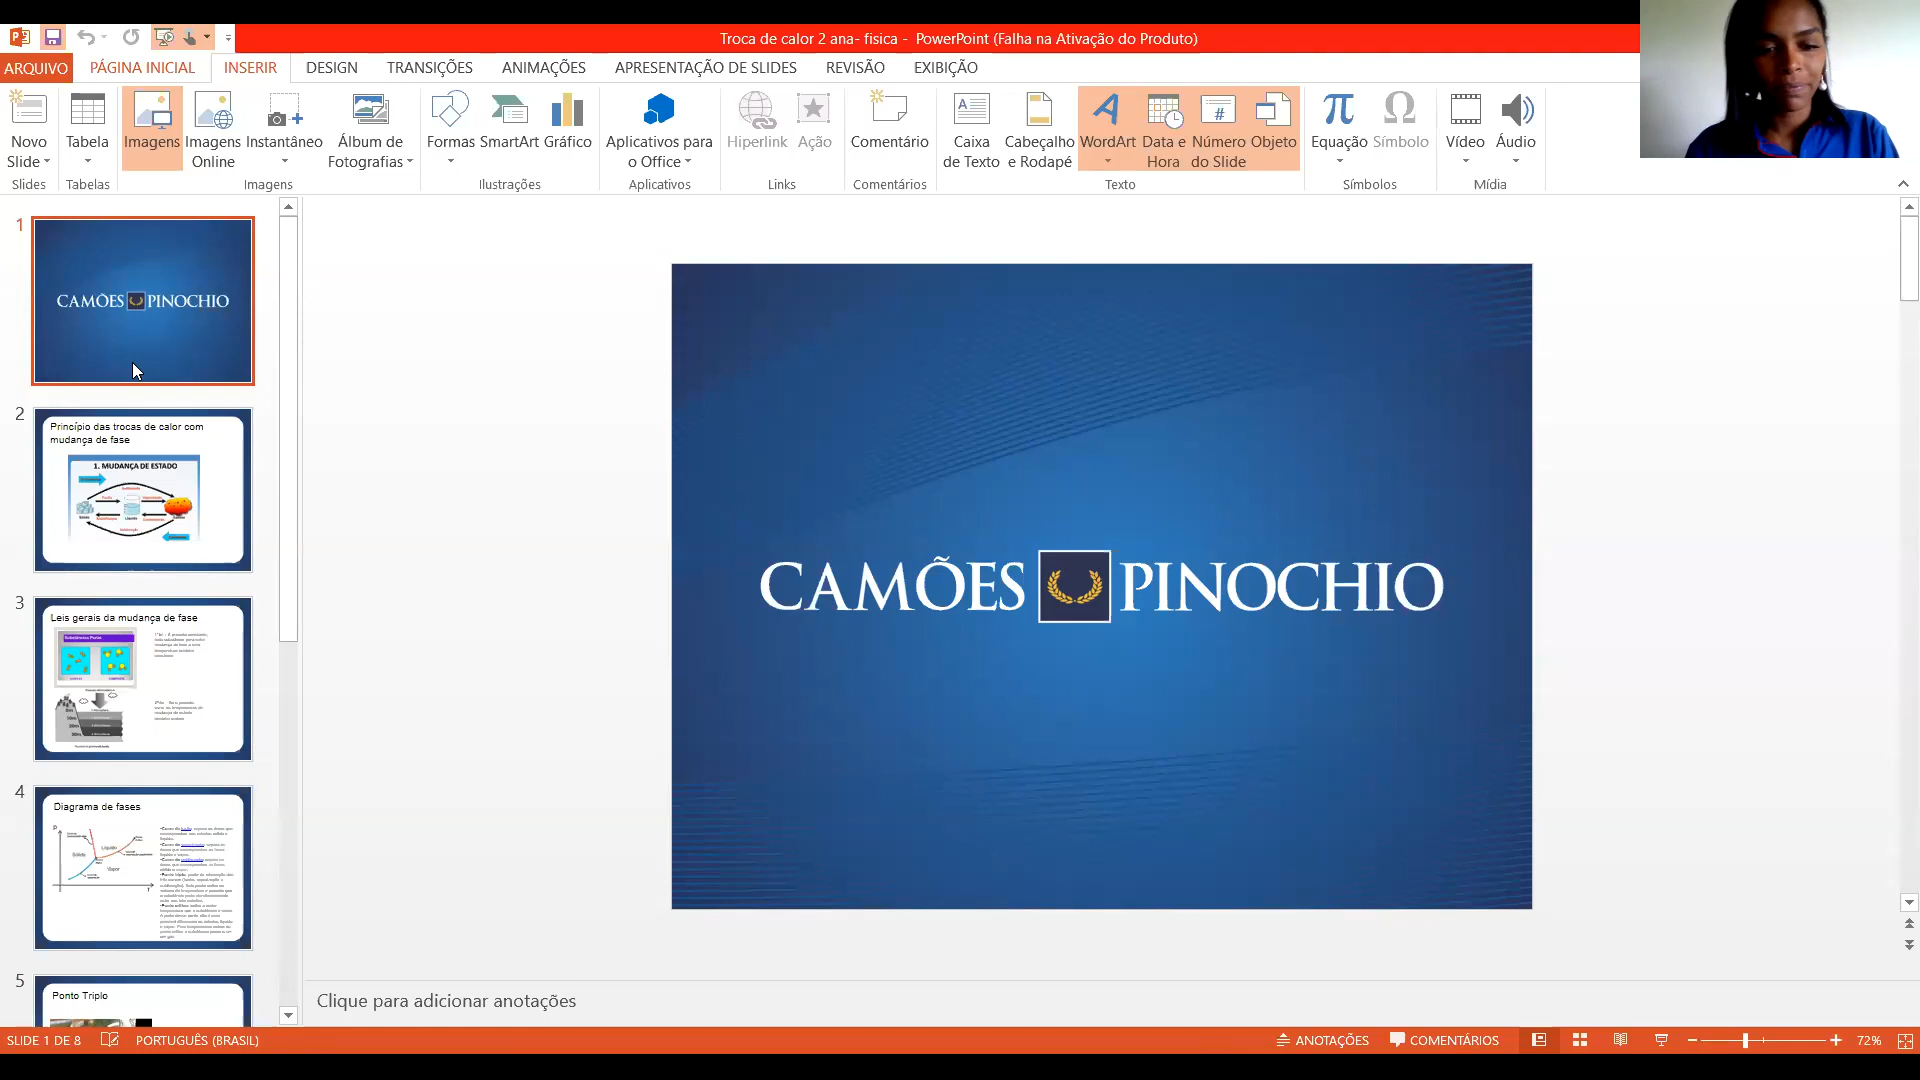 Troca de calor 2 ana- fisica - PowerPoint (Falha na Ativação do Produto)
ARQUIVO PÁGINA INICIAL INSERIR DESIGN TRANSIÇÕES ANIMAÇÕES APRESENTAÇÃO DE SLIDES REVISÃO EXIBIÇÃO
Novo Slide
Tabela
Imagens
Imagens Online
Instantâneo
Álbum de Fotografias
Formas
SmartArt
Gráfico
Aplicativos para o Office
Hiperlink
Ação
Comentário
Caixa de Texto
Cabeçalho e Rodapé
WordArt
Data e Hora
Número do Slide
Objeto
Equação
Símbolo
Vídeo
Áudio
Slides Tabelas Imagens Ilustrações Aplicativos Links Comentários Texto Símbolos Mídia
1
CAMÕES PINOCHIO
2
Princípio das trocas de calor com
mudança de fase
1. MUDANÇA DE ESTADO
3
Leis gerais da mudança de fase
Substâncias Puras
4
Diagrama de fases
P
Sólido
Líquido
Vapor
T
5
Ponto Triplo
CAMÕES PINOCHIO
Clique para adicionar anotações
SLIDE 1 DE 8 PORTUGUÊS (BRASIL) ANOTAÇÕES COMENTÁRIOS 72%